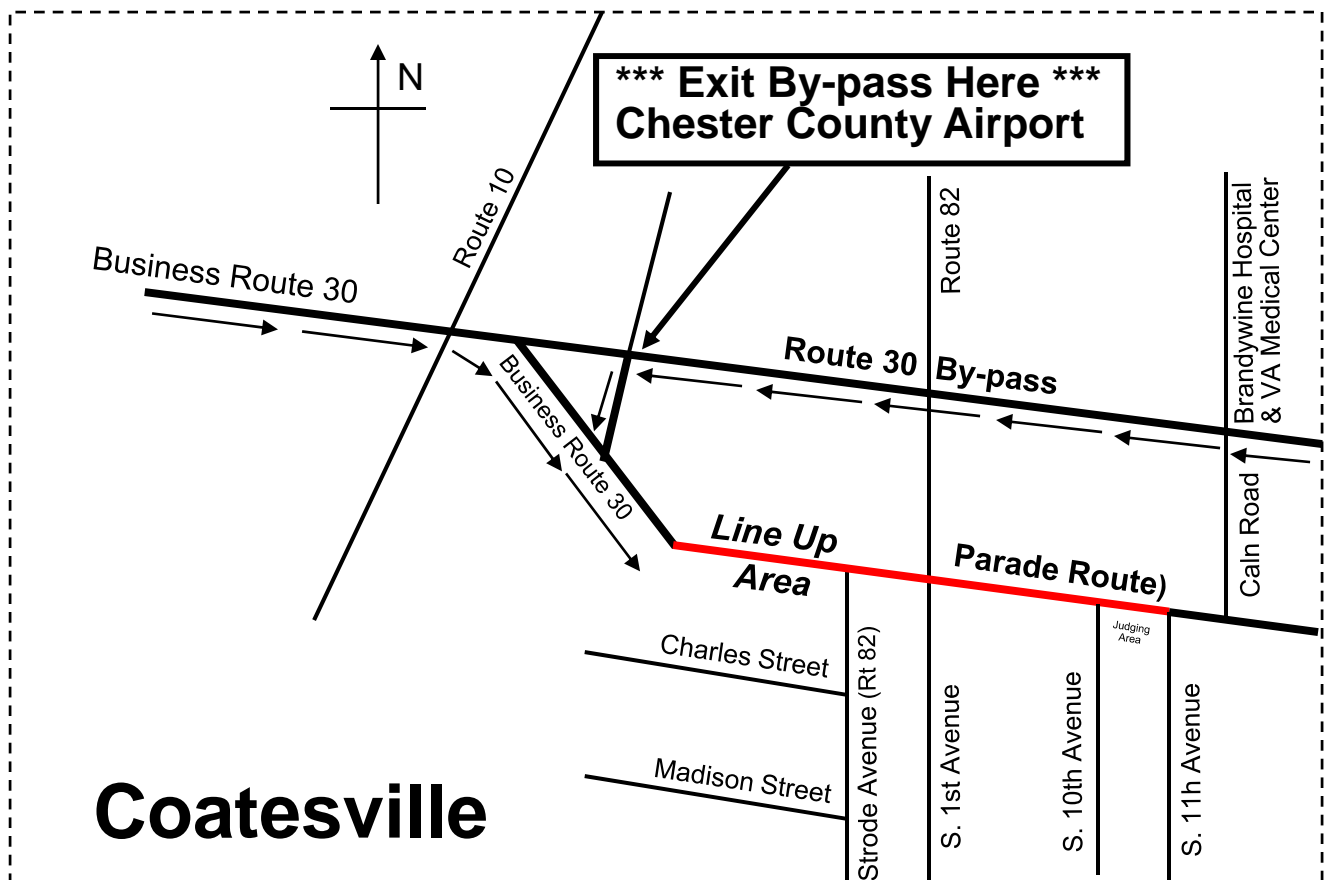 N
*** Exit By-pass Here ***
Chester County Airport
Route 10
Business Route 30
Route 82
Brandywine Hospital
& VA Medical Center
Route 30 By-pass
Business Route 30
Caln Road
Line Up
Area
Parade Route)
Judging
Area
Charles Street
Strode Avenue (Rt 82)
S. 1st Avenue
S. 10th Avenue
S. 11h Avenue
Madison Street
Coatesville